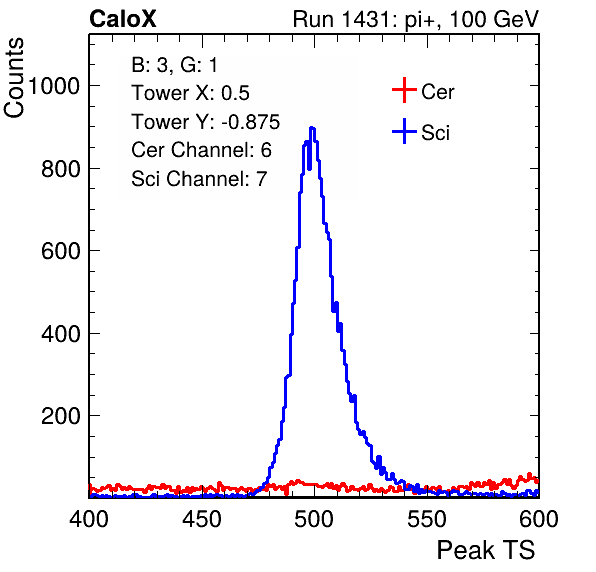 CaloX Run 1431: pi+, 100 GeV
Counts
B: 3, G: 1
Tower X: 0.5
Tower Y: -0.875
Cer Channel: 6
Sci Channel: 7
Cer
Sci
1000
800
600
400
200
400 450 500 550 600
Peak TS